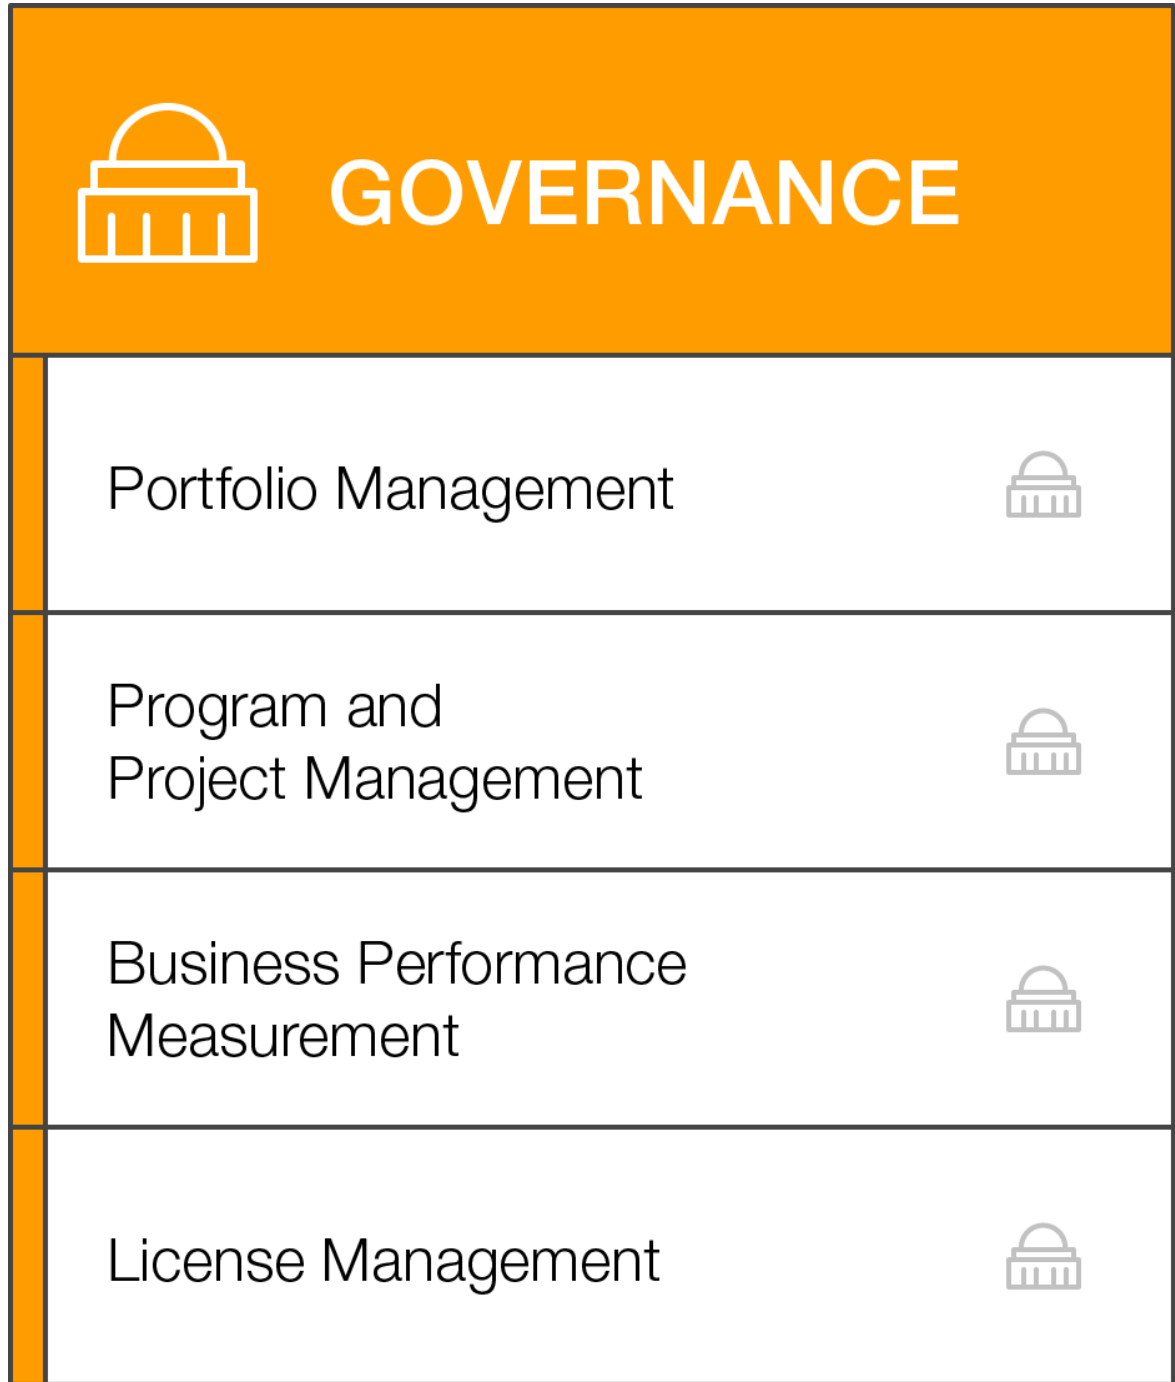 GOVERNANCE
Portfolio Management
Program and
Project Management
Business Performance
Measurement
License Management